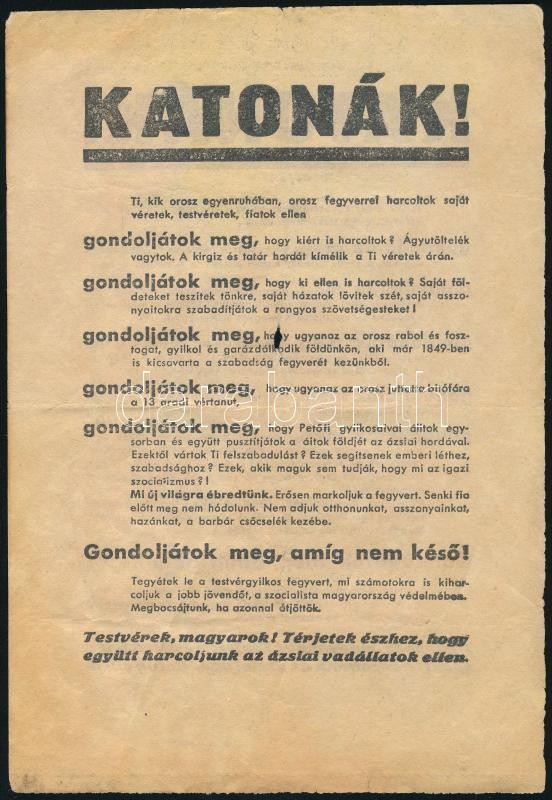 KATONÁK!
Ti, kik orosz egyenruhában, orosz fegyverrel harcoltok saját
véretek, testvéretek, fiatok ellen
gondoljátok meg, hogy kiért is harcoltok? Ágyutöltelék
vagytok. A kirgiz és tatár hordát kímélik a Ti véretek árán.
gondoljátok meg, hogy ki ellen is harcoltok? Saját föl-
deteket teszitek tönkre, saját házatok lövitek szét, saját asszo-
nyaitokra szabadítjátok a rongyos szövetségesteket!
gondoljátok meg, hogy ugyanaz az orosz rabol és fosz-
togat, gyilkol és garázdálkodik földünkön, aki már 1849-ben
is kicsavarta a szabadság fegyverét kezünkből.
gondoljátok meg, hogy ugyanaz az orosz juttatta bitófára
a 13 aradi vértanut.
gondoljátok meg, hogy Petőfi gyilkosaival álltok egy-
sorban és együtt pusztítjátok a álták földjét az ázsiai hordával.
Ezektől vártok Ti felszabadulást? Ezek segítsenek emberi léthez,
szabadsághoz? Ezek, akik maguk sem tudják, hogy mi az igazi
szocializmus?!
Mi új világra ébredtünk. Erősen markoljuk a fegyvert. Senki fia
előtt meg nem hódolunk. Nem adjuk otthonunkat, asszonyainkat,
hazánkat, a barbár csőcselék kezébe.
Gondoljátok meg, amíg nem késő!
Tegyétek le a testvérgyilkos fegyvert, mi számotokra is kihar-
coljuk a jobb jövendőt, a szocialista magyarország védelmében.
Megbocsájtunk, ha azonnal átjöttök.
Testvérek, magyarok! Térjetek észhez, hogy
együtt harcoljunk az ázsiai vadállatok ellen.
darabanth